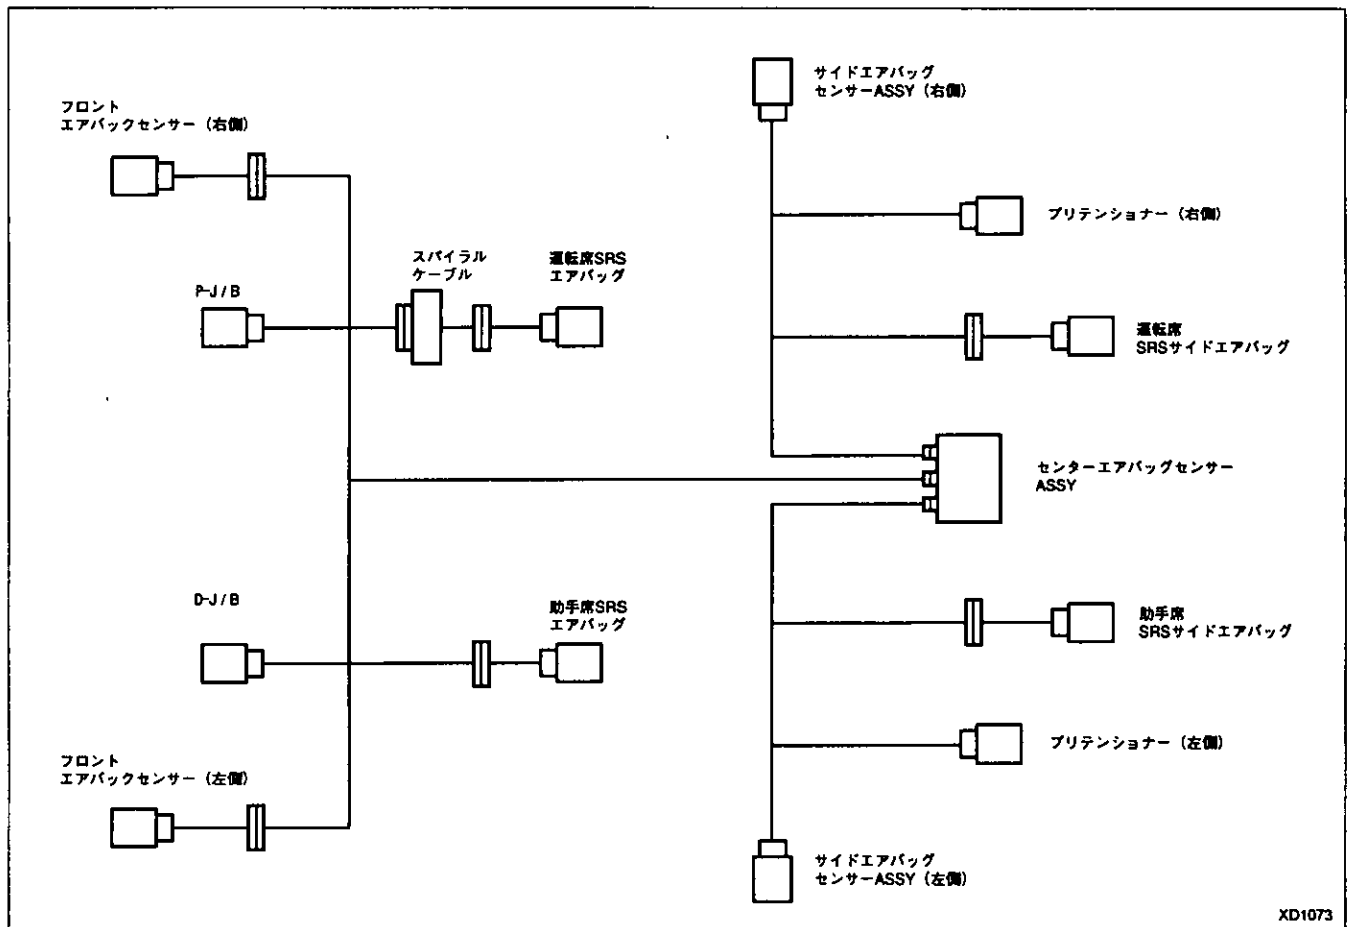 フロント
エアバックセンサー（右側）
P-J/B
スパイラル
ケーブル
運転席SRS
エアバッグ
D-J/B
助手席SRS
エアバッグ
フロント
エアバックセンサー（左側）
サイドエアバッグ
センサーASSY（右側）
プリテンショナー（右側）
運転席
SRSサイドエアバッグ
センターエアバッグセンサー
ASSY
助手席
SRSサイドエアバッグ
プリテンショナー（左側）
サイドエアバッグ
センサーASSY（左側）
XD1073